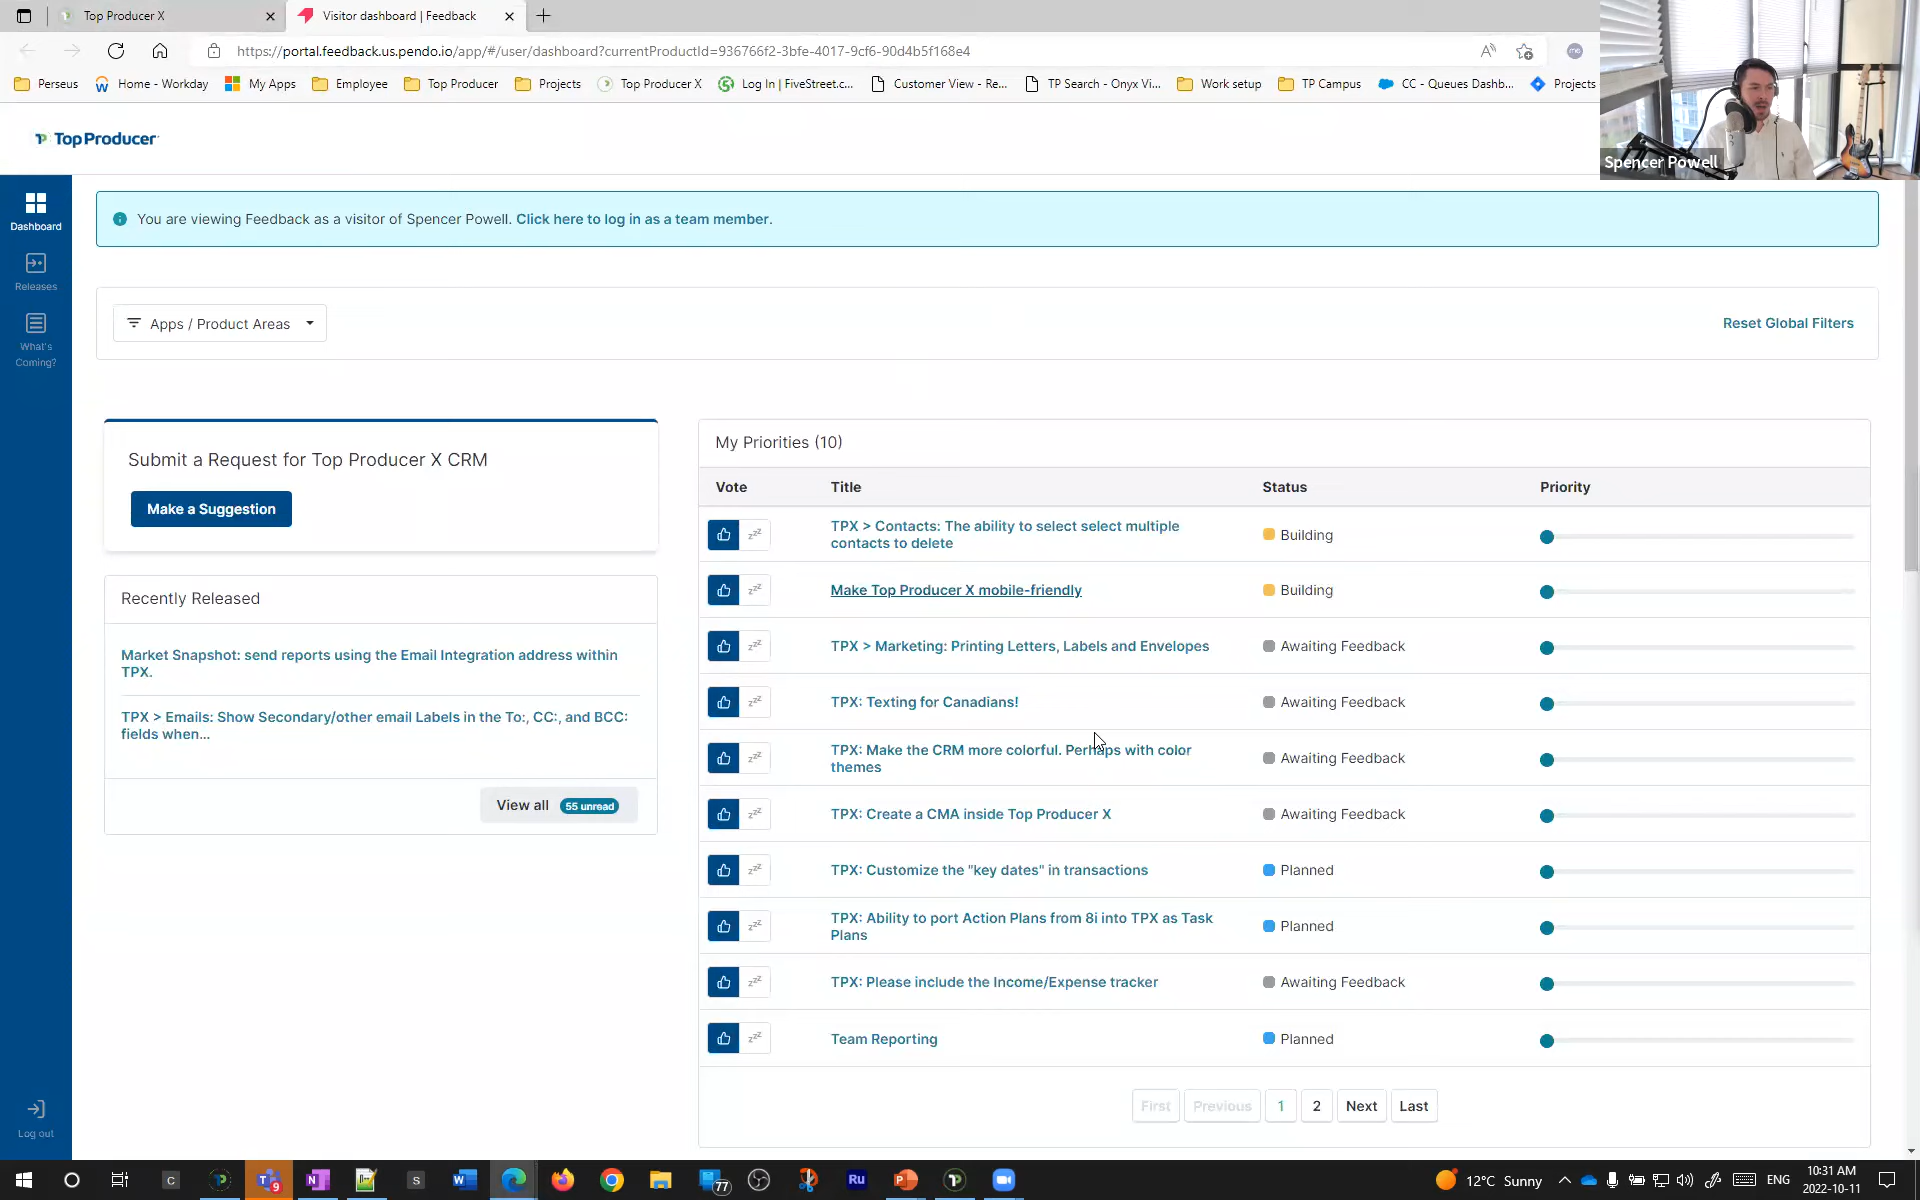 Top Producer X
Visitor dashboard | Feedback
https://portal.feedback.us.pendo.io/app/#/user/dashboard?currentProductId=936766f2-3bfe-4017-9cf6-90d4b5f168e4
Perseus
Home - Workday
My Apps
Employee
Top Producer
Projects
Top Producer X
Log In | FiveStreet.c...
Customer View - Re...
TP Search - Onyx Vi...
Work setup
TP Campus
CC - Queues Dashb...
Projects
Spencer Powell
Top Producer
Dashboard
Releases
What's
Coming?
Log out
You are viewing Feedback as a visitor of Spencer Powell. Click here to log in as a team member.
Apps / Product Areas
Reset Global Filters
Submit a Request for Top Producer X CRM
Make a Suggestion
Recently Released
Market Snapshot: send reports using the Email Integration address within
TPX.
TPX > Emails: Show Secondary/other email Labels in the To:, CC:, and BCC:
fields when...
View all 55 unread
My Priorities (10)
Vote Title Status Priority
TPX > Contacts: The ability to select select multiple
contacts to delete
Building
Make Top Producer X mobile-friendly
Building
TPX > Marketing: Printing Letters, Labels and Envelopes
Awaiting Feedback
TPX: Texting for Canadians!
Awaiting Feedback
TPX: Make the CRM more colorful. Perhaps with color
themes
Awaiting Feedback
TPX: Create a CMA inside Top Producer X
Awaiting Feedback
TPX: Customize the "key dates" in transactions
Planned
TPX: Ability to port Action Plans from 8i into TPX as Task
Plans
Planned
TPX: Please include the Income/Expense tracker
Awaiting Feedback
Team Reporting
Planned
First Previous 1 2 Next Last
12°C Sunny
ENG
10:31 AM
2022-10-11